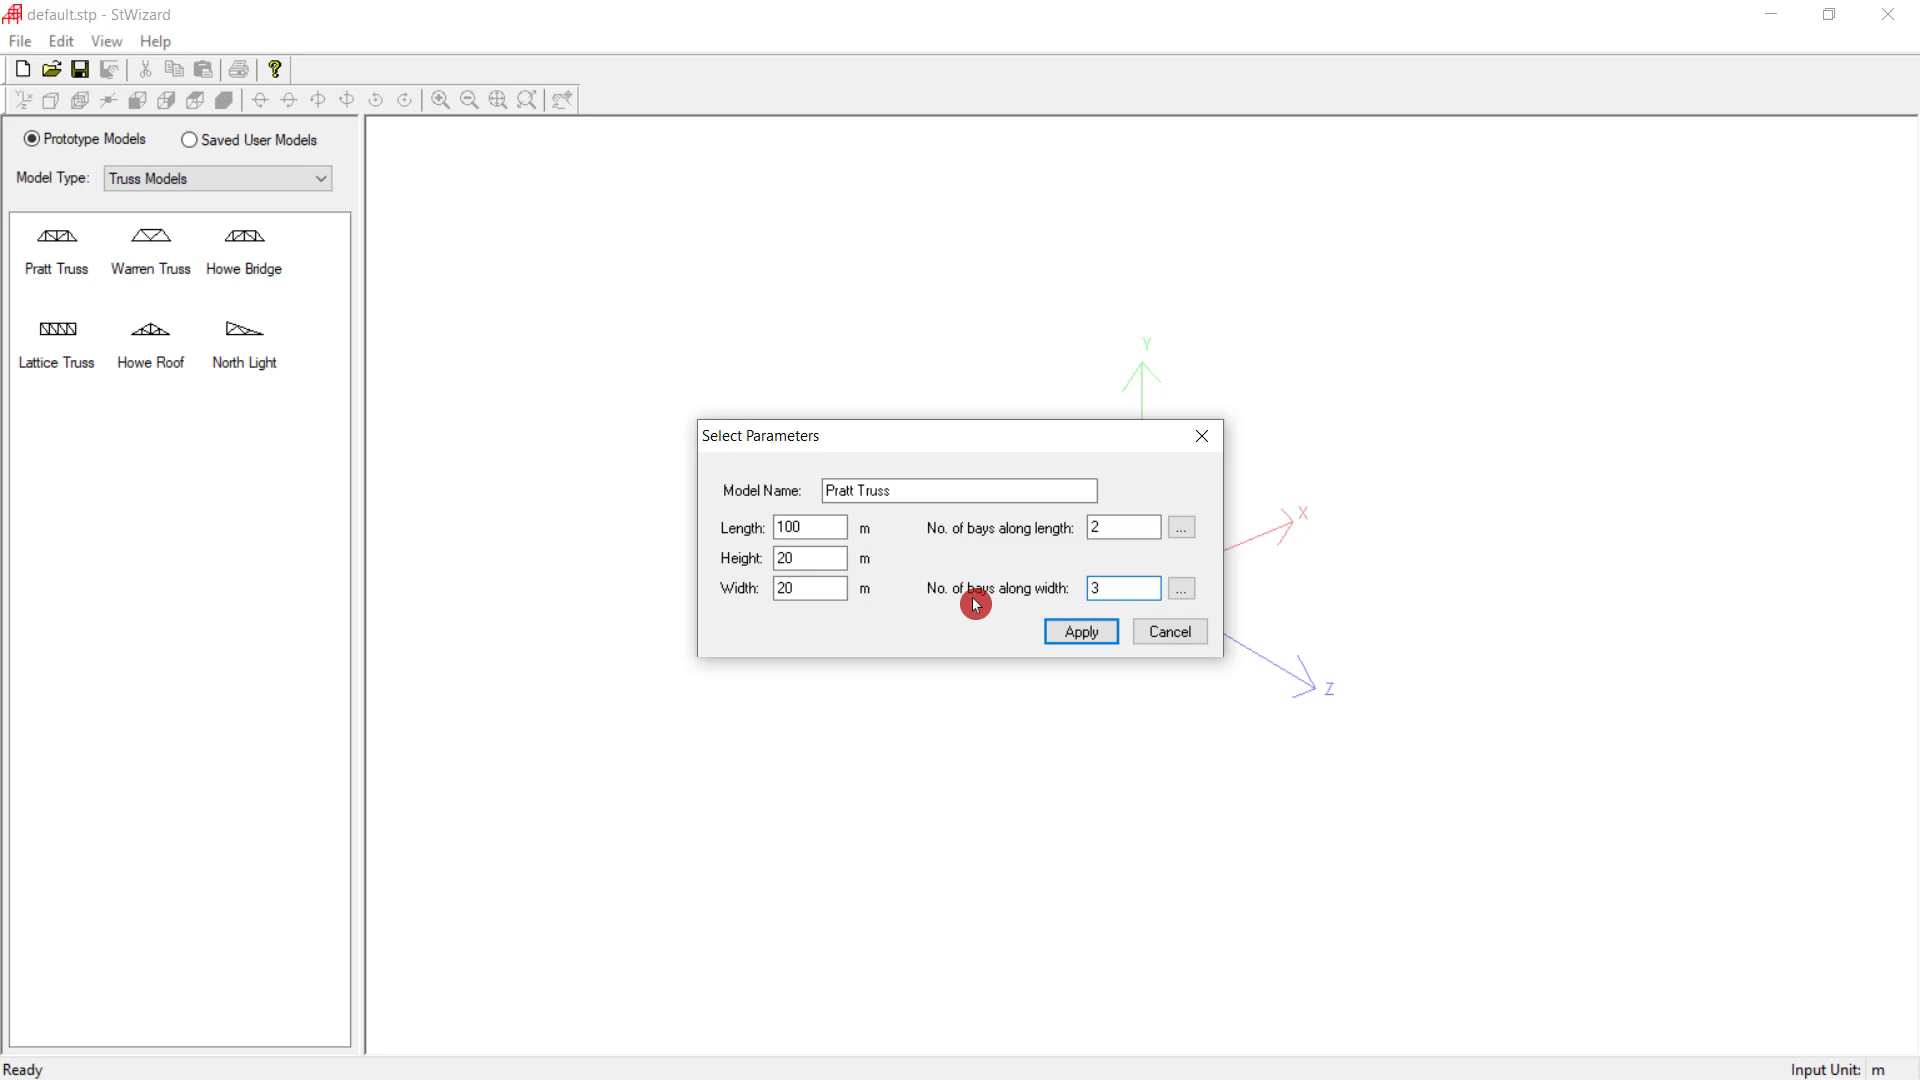 default.stp - StWizard
File Edit View Help
Prototype Models Saved User Models
Model Type: Truss Models
Pratt Truss Warren Truss Howe Bridge
Lattice Truss Howe Roof North Light
Y
X
Z
Select Parameters
Model Name: Pratt Truss
Length: 100 m No. of bays along length: 2 ...
Height: 20 m
Width: 20 m No. of bays along width: 3 ...
Apply Cancel
Ready Input Unit: m